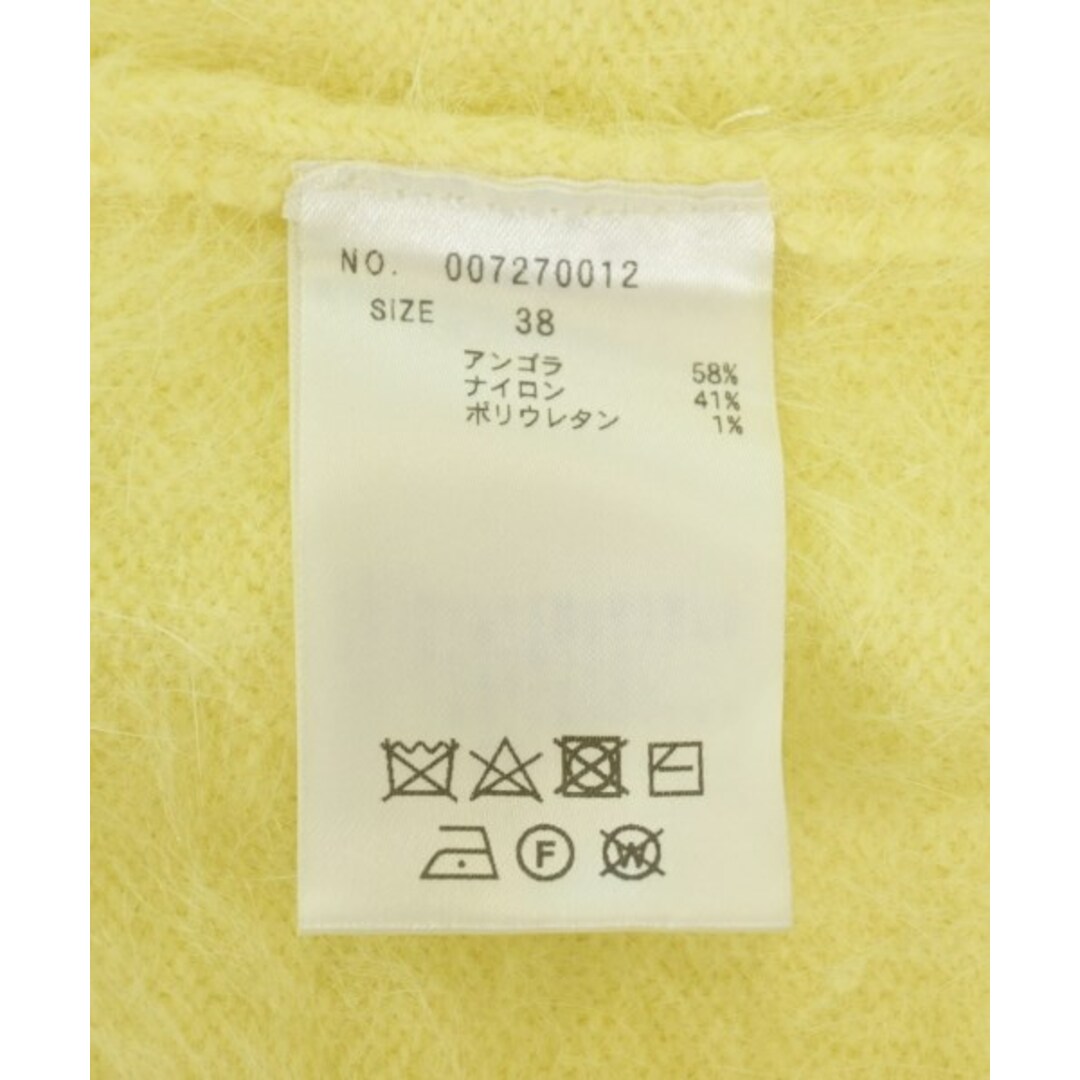 NO. 007270012
SIZE 38
アンゴラ 58%
ナイロン 41%
ポリウレタン 1%
F W